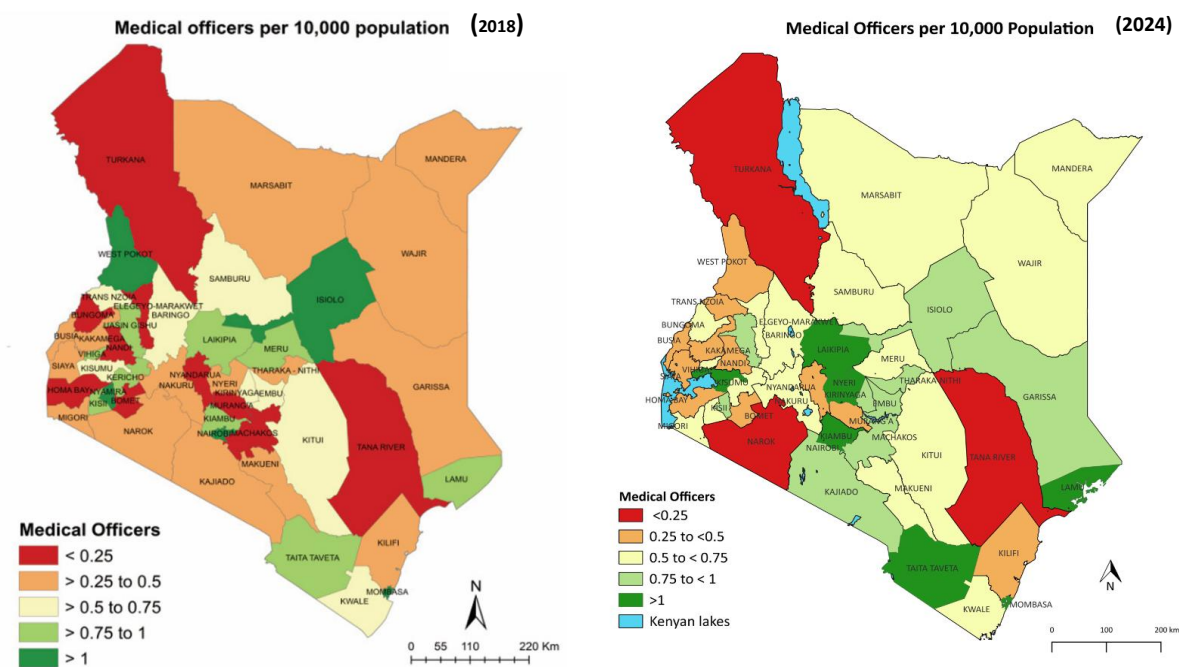 Medical officers per 10,000 population (2018)
TURKANA
MANDERA
MARSABIT
WAJIR
WEST POKOT
SAMBURU
ISIOLO
TRANS NZOIA
ELEGEYO-MARAKWET
BUNGOMA
BARINGO
UASIN GISHU
BUSIA
KAKAMEGA
NANDI
LAIKIPIA
MERU
VIHIGA
SIAYA
KISUMU
KERICHO
NYANDARUA
THARAKA - NITHI
NAKURU
NYERI
GARISSA
HOMA BAY
NYAMIRA
BOMET
KIRINYAGA
EMBU
KISII
MURANG'A
MIGORI
KIAMBU
NAROK
NAIROBI
MACHAKOS
KITUI
TANA RIVER
MAKUENI
KAJIADO
LAMU
TAITA TAVETA
KILIFI
MOMBASA
KWALE
Medical Officers
< 0.25
> 0.25 to 0.5
> 0.5 to 0.75
> 0.75 to 1
> 1
N
0 55 110 220 Km
Medical Officers per 10,000 Population (2024)
TURKANA
MANDERA
MARSABIT
WAJIR
WEST POKOT
SAMBURU
TRANS NZOIA
ISIOLO
BUNGOMA
ELGEYO-MARAKWET
BARINGO
BUSIA
KAKAMEGA
LAIKIPIA
MERU
NANDI
VIHIGA
SIAYA
KISUMU
NYANDARUA
NYERI
THARAKA-NITHI
HOMABAY
NAKURU
KIRINYAGA
EMBU
GARISSA
KISII
BOMET
MURANG'A
MIGORI
KIAMBU
MACHAKOS
NAROK
NAIROBI
KITUI
TANA RIVER
MAKUENI
KAJIADO
LAMU
TAITA TAVETA
KILIFI
MOMBASA
KWALE
Medical Officers
<0.25
0.25 to <0.5
0.5 to < 0.75
0.75 to < 1
>1
Kenyan lakes
N
0 100 200 km